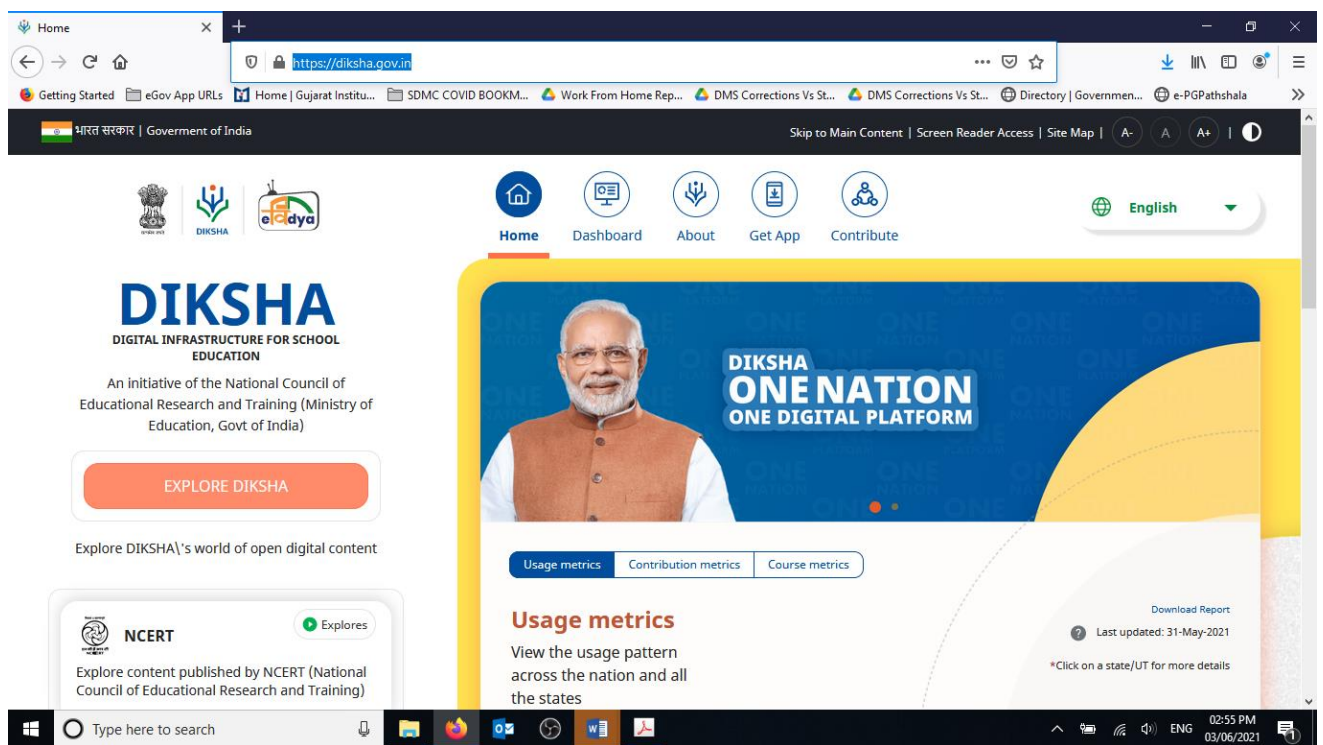 Home
https://diksha.gov.in
Getting Started eGov App URLs Home | Gujarat Institu... SDMC COVID BOOKM... Work From Home Rep... DMS Corrections Vs St... DMS Corrections Vs St... Directory | Governmen... e-PGPathshala
भारत सरकार | Goverment of India Skip to Main Content | Screen Reader Access | Site Map | A- A A+ |
DIKSHA
Home Dashboard About Get App Contribute English
DIKSHA
DIGITAL INFRASTRUCTURE FOR SCHOOL
EDUCATION
An initiative of the National Council of
Educational Research and Training (Ministry of
Education, Govt of India)
EXPLORE DIKSHA
Explore DIKSHA\'s world of open digital content
NCERT
Explores
Explore content published by NCERT (National
Council of Educational Research and Training)
DIKSHA
ONE NATION
ONE DIGITAL PLATFORM
Usage metrics Contribution metrics Course metrics
Usage metrics
View the usage pattern
across the nation and all
the states
Download Report
Last updated: 31-May-2021
*Click on a state/UT for more details
Type here to search
ENG
02:55 PM
03/06/2021